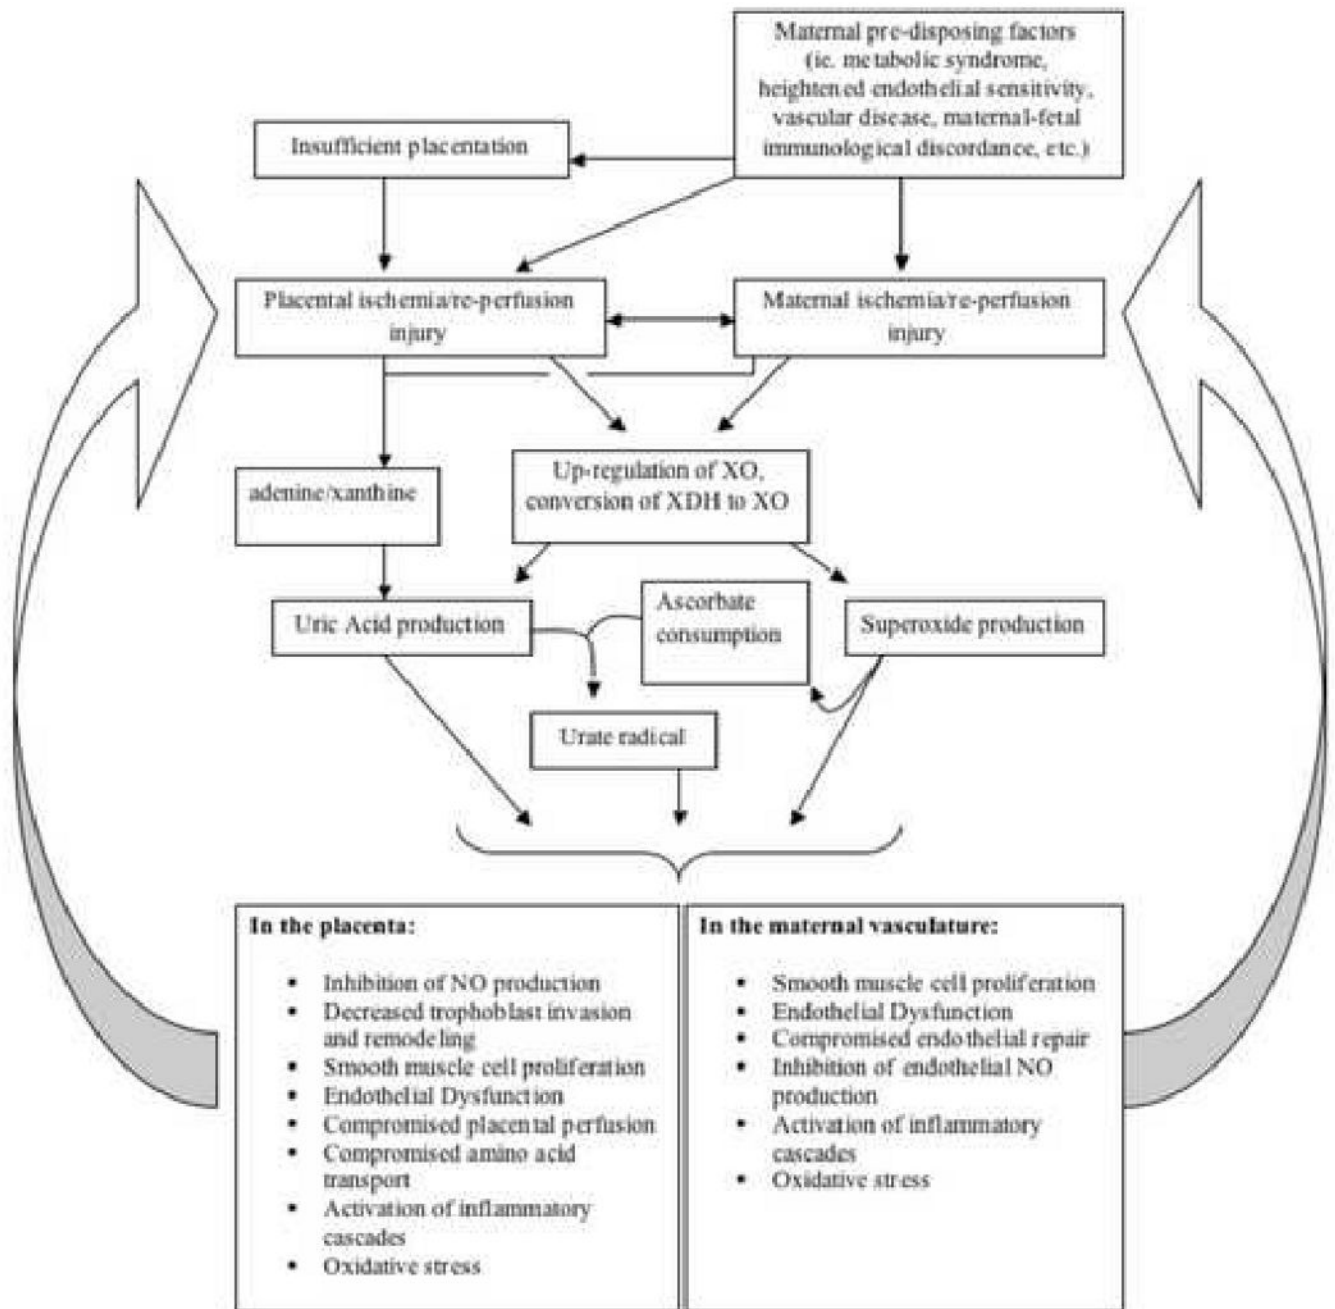 Maternal pre-disposing factors
(ie. metabolic syndrome,
heightened endothelial sensitivity,
vascular disease, maternal-fetal
immunological discordance, etc.)
Insufficient placentation
Placental ischemia/re-perfusion
injury
Maternal ischemia/re-perfusion
injury
adenine/xanthine
Up-regulation of XO,
conversion of XDH to XO
Uric Acid production
Ascorbate
consumption
Superoxide production
Urate radical
In the placenta:
• Inhibition of NO production
• Decreased trophoblast invasion
and remodeling
• Smooth muscle cell proliferation
• Endothelial Dysfunction
• Compromised placental perfusion
• Compromised amino acid
transport
• Activation of inflammatory
cascades
• Oxidative stress
In the maternal vasculature:
• Smooth muscle cell proliferation
• Endothelial Dysfunction
• Compromised endothelial repair
• Inhibition of endothelial NO
production
• Activation of inflammatory
cascades
• Oxidative stress